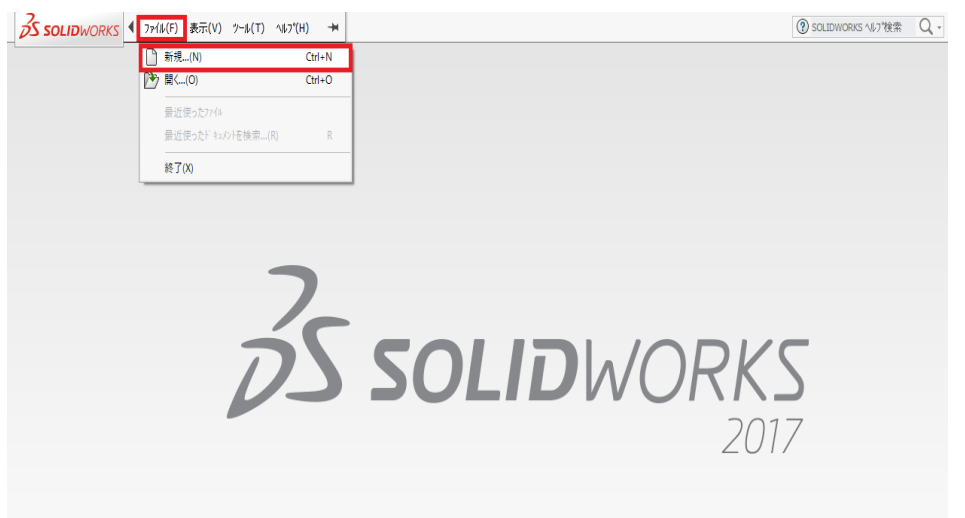 SOLIDWORKS ファイル(F) 表示(V) ツール(T) ヘルプ(H) SOLIDWORKS ヘルプ検索
新規...(N) Ctrl+N
開く...(O) Ctrl+O
最近使ったファイル
最近使ったドキュメントを検索...(R) R
終了(X)
SOLIDWORKS
2017